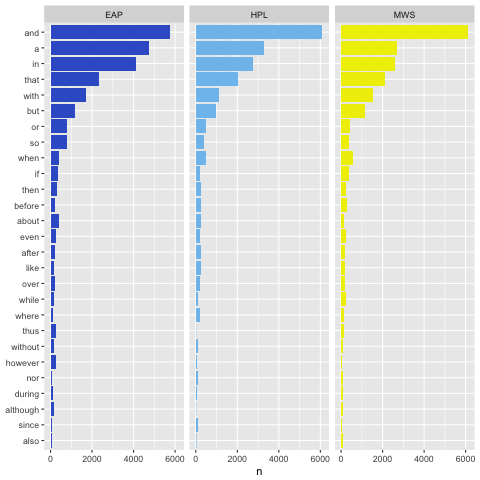 EAP HPL MWS
and
a
in
that
with
but
or
so
when
if
then
before
about
even
after
like
over
while
where
thus
without
however
nor
during
although
since
also
0 2000 4000 6000 0 2000 4000 6000 0 2000 4000 6000
n